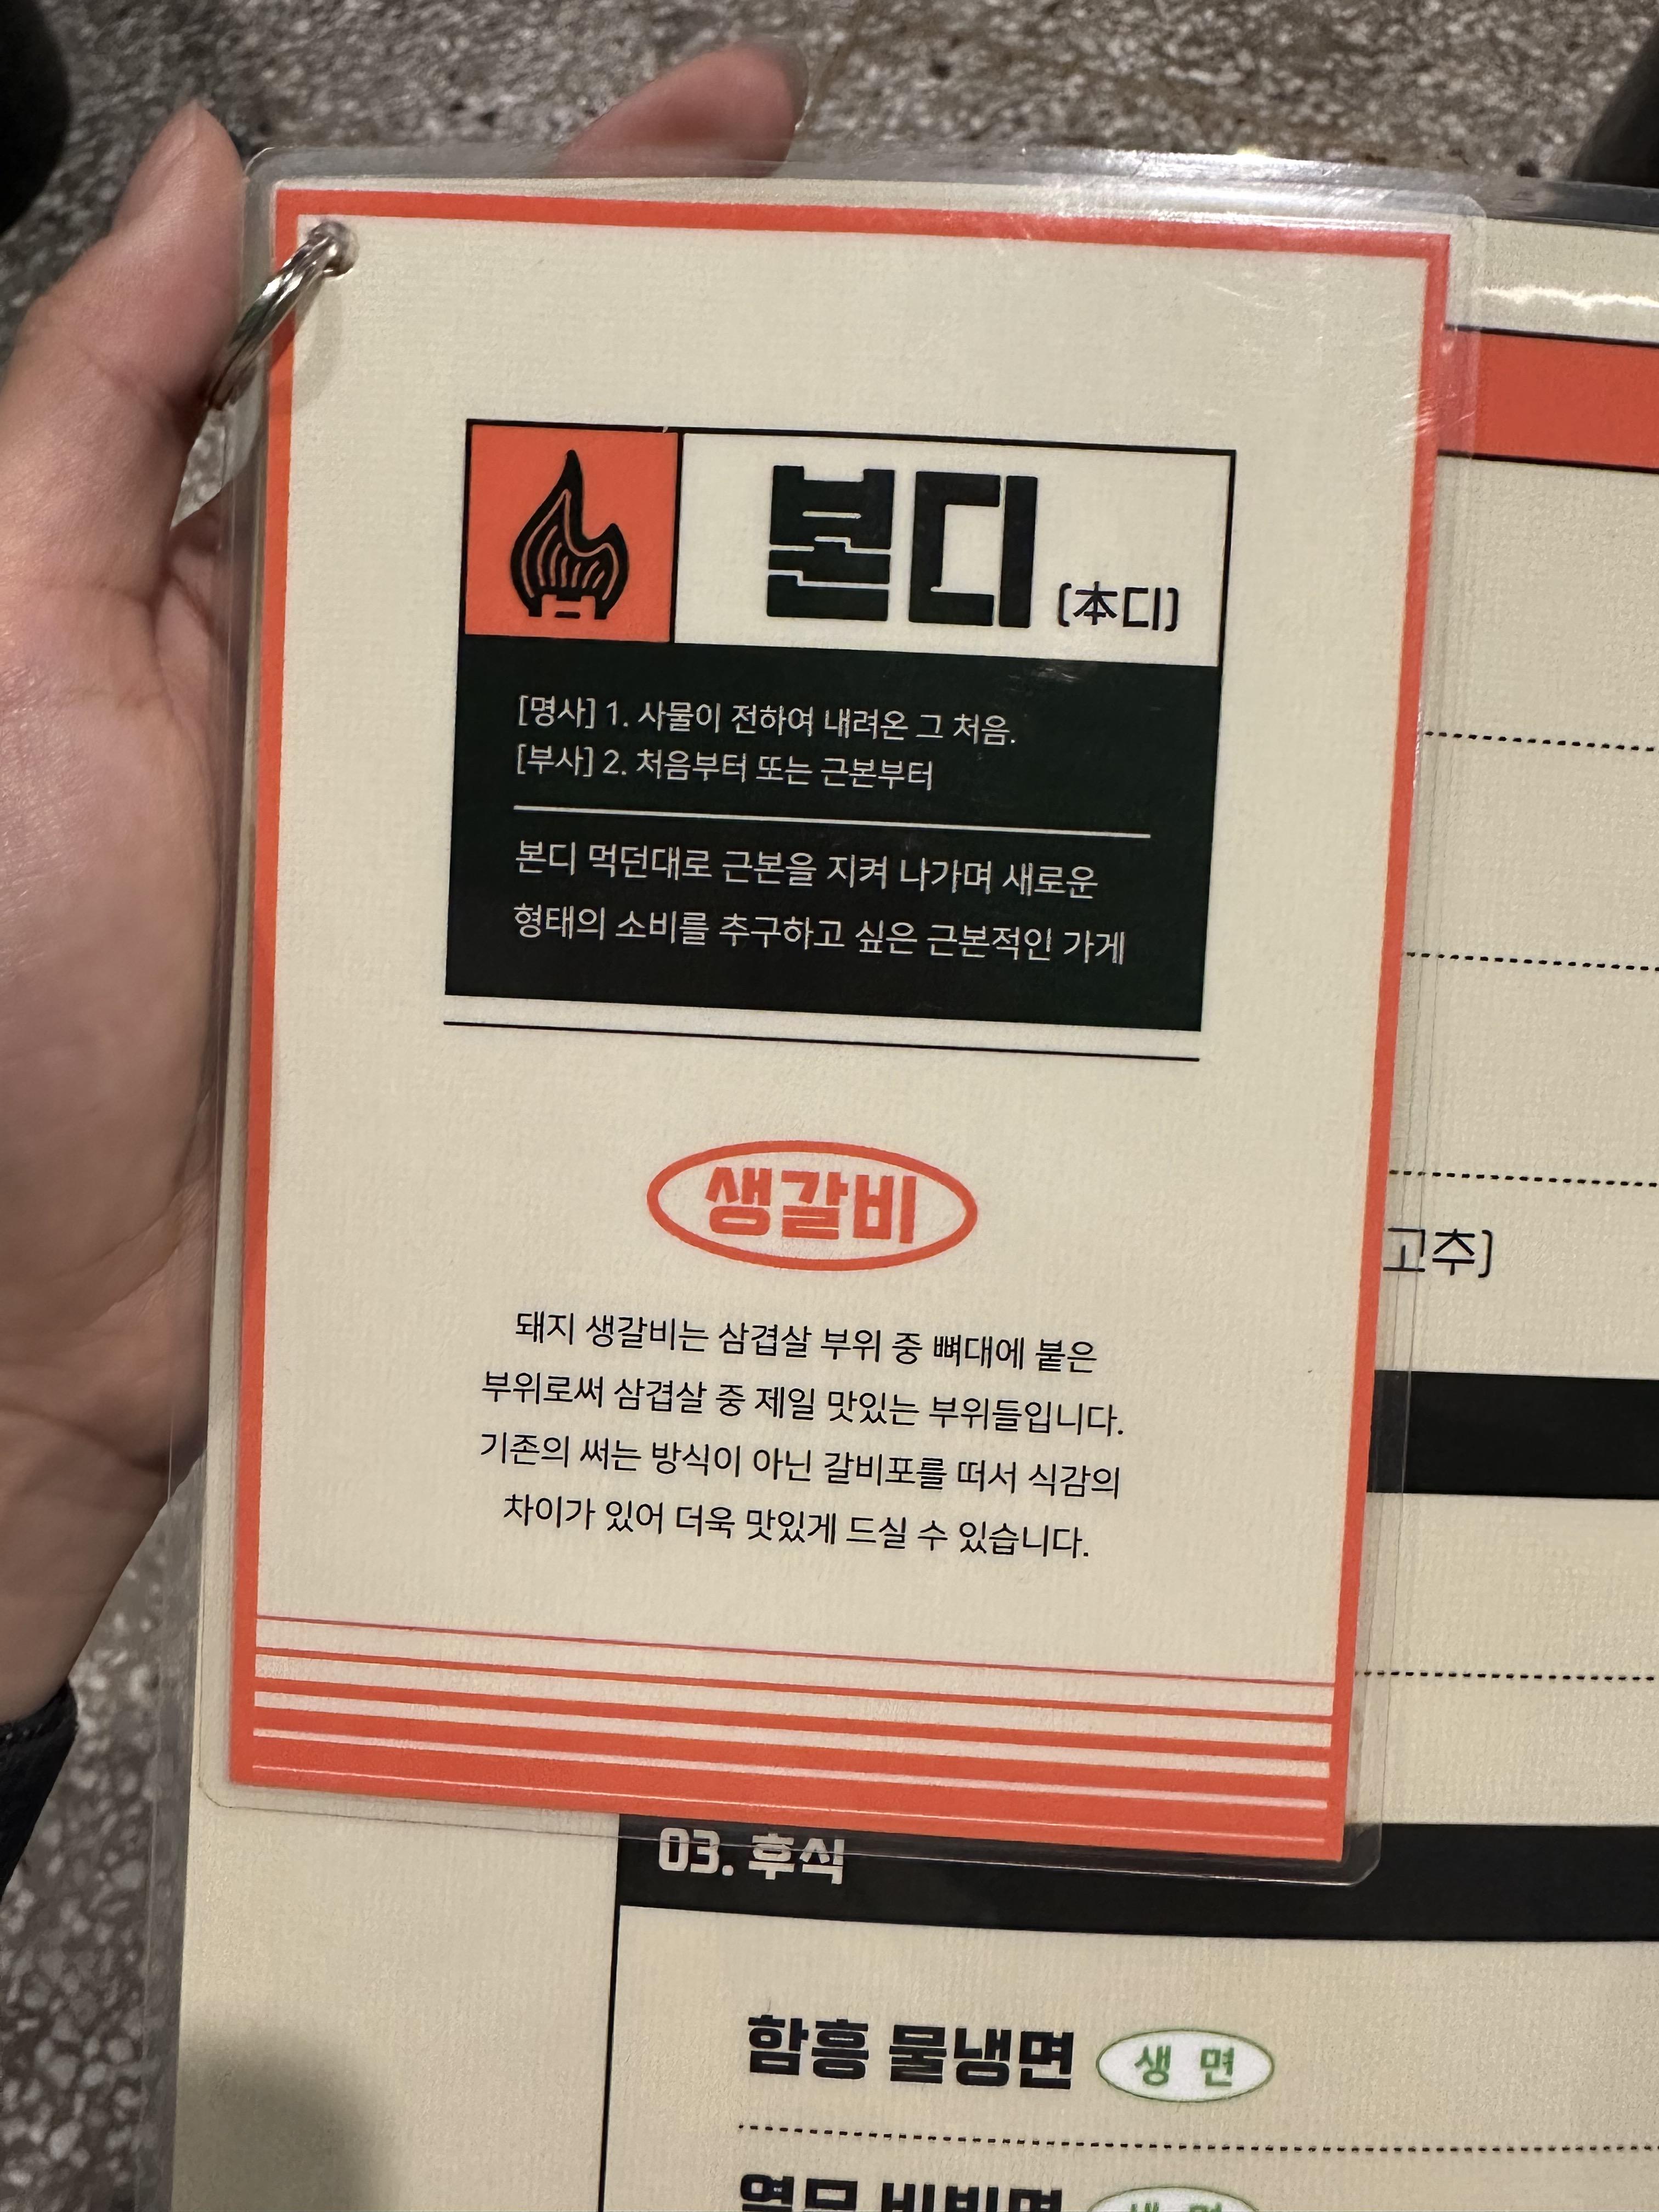 본디 (本디)
[명사] 1. 사물이 전하여 내려온 그 처음.
[부사] 2. 처음부터 또는 근본부터
본디 먹던대로 근본을 지켜 나가며 새로운
형태의 소비를 추구하고 싶은 근본적인 가게
생갈비
돼지 생갈비는 삼겹살 부위 중 뼈대에 붙은
부위로써 삼겹살 중 제일 맛있는 부위들입니다.
기존의 써는 방식이 아닌 갈비포를 떠서 식감의
차이가 있어 더욱 맛있게 드실 수 있습니다.
고추)
03. 후식
함흥 물냉면 생 면